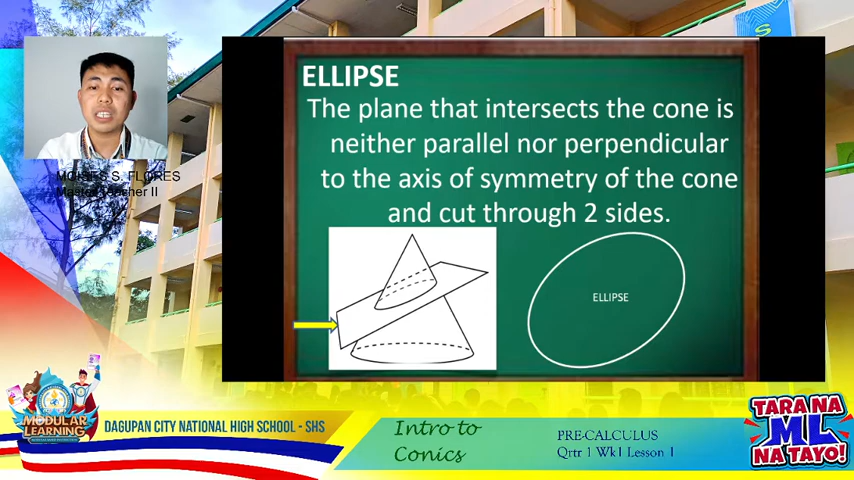 ELLIPSE
The plane that intersects the cone is
neither parallel nor perpendicular
to the axis of symmetry of the cone
and cut through 2 sides.
ELLIPSE
S. FLORES
Master Teacher II
MODULAR
LEARNING
DAGUPAN CITY NATIONAL HIGH SCHOOL - SHS
Intro to
Conics
PRE-CALCULUS
Qrtr 1 Wk1 Lesson 1
TARA NA
ML
NA TAYO!